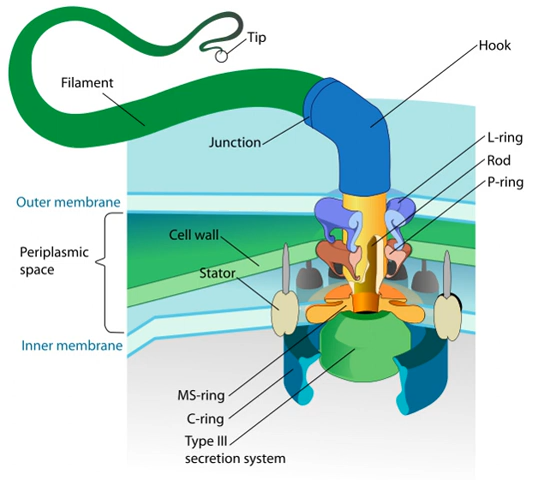 Tip
Hook
Filament
Junction
L-ring
Rod
P-ring
Outer membrane
Cell wall
Periplasmic
space
Stator
Inner membrane
MS-ring
C-ring
Type III
secretion system